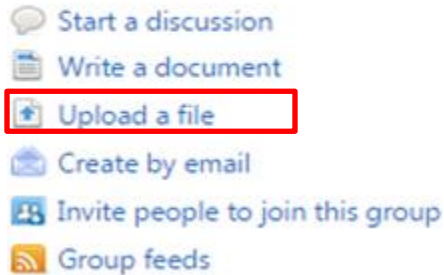 Start a discussion
Write a document
Upload a file
Create by email
Invite people to join this group
Group feeds